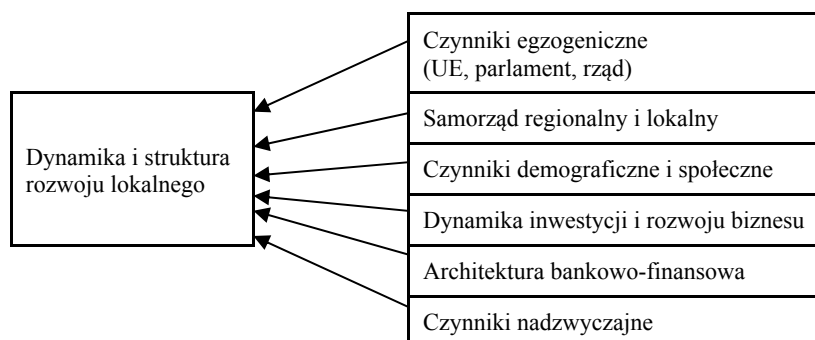 Dynamika i struktura
rozwoju lokalnego
Czynniki egzogeniczne
(UE, parlament, rząd)
Samorząd regionalny i lokalny
Czynniki demograficzne i społeczne
Dynamika inwestycji i rozwoju biznesu
Architektura bankowo-finansowa
Czynniki nadzwyczajne